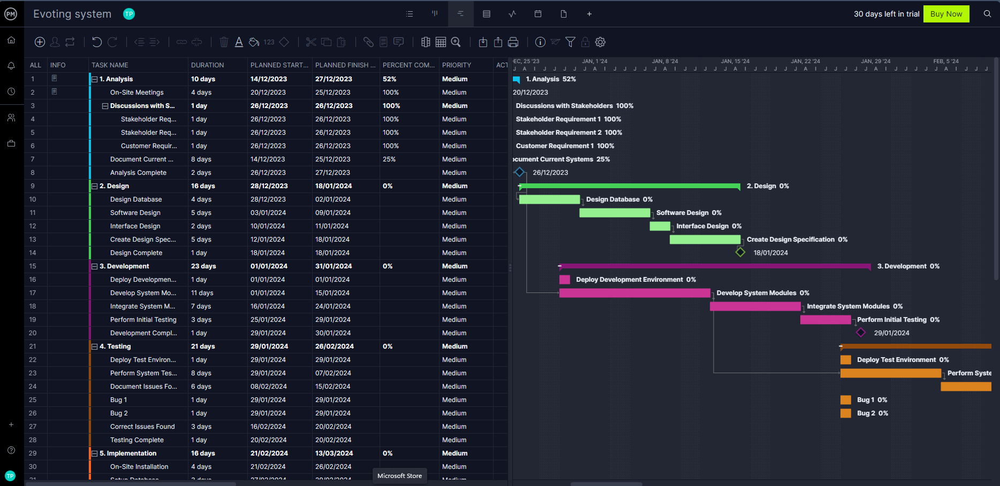 PM Evoting system TP 30 days left in trial Buy Now
123
ALL INFO TASK NAME DURATION PLANNED START... PLANNED FINISH ... PERCENT COM... PRIORITY ACT
1 1. Analysis 10 days 14/12/2023 27/12/2023 52% Medium
2 On-Site Meetings 4 days 20/12/2023 25/12/2023 100% Medium
3 Discussions with S... 1 day 26/12/2023 26/12/2023 100% Medium
4 Stakeholder Req... 1 day 26/12/2023 26/12/2023 100% Medium
5 Stakeholder Req... 1 day 26/12/2023 26/12/2023 100% Medium
6 Customer Requir... 1 day 26/12/2023 26/12/2023 100% Medium
7 Document Current ... 8 days 14/12/2023 25/12/2023 25% Medium
8 Analysis Complete 2 days 26/12/2023 27/12/2023 Medium
9 2. Design 16 days 28/12/2023 18/01/2024 0% Medium
10 Design Database 4 days 28/12/2023 02/01/2024 Medium
11 Software Design 5 days 03/01/2024 09/01/2024 Medium
12 Interface Design 2 days 10/01/2024 11/01/2024 Medium
13 Create Design Spec... 5 days 12/01/2024 18/01/2024 Medium
14 Design Complete 1 day 18/01/2024 18/01/2024 Medium
15 3. Development 23 days 01/01/2024 31/01/2024 0% Medium
16 Deploy Developmen... 1 day 01/01/2024 01/01/2024 Medium
17 Develop System Mo... 11 days 01/01/2024 15/01/2024 Medium
18 Integrate System M... 7 days 16/01/2024 24/01/2024 Medium
19 Perform Initial Testing 3 days 25/01/2024 29/01/2024 Medium
20 Development Compl... 1 day 29/01/2024 30/01/2024 Medium
21 4. Testing 21 days 29/01/2024 26/02/2024 0% Medium
22 Deploy Test Environ... 1 day 29/01/2024 29/01/2024 Medium
23 Perform System Tes... 8 days 29/01/2024 07/02/2024 Medium
24 Document Issues Fo... 6 days 08/02/2024 15/02/2024 Medium
25 Bug 1 1 day 29/01/2024 29/01/2024 Medium
26 Bug 2 1 day 29/01/2024 29/01/2024 Medium
27 Correct Issues Found 3 days 16/02/2024 20/02/2024 Medium
28 Testing Complete 1 day 20/02/2024 20/02/2024 Medium
29 5. Implementation 16 days 21/02/2024 13/03/2024 0% Medium
30 On-Site Installation 4 days 21/02/2024 26/02/2024 Medium
Microsoft Store
TP
EC, 25 '23 JAN, 1 '24 JAN, 8 '24 JAN, 15 '24 JAN, 22 '24 JAN, 29 '24 FEB, 5 '24
J A I J J J J A I J J J J A I J J J J A I J J J J A I J J J J A I J J J J A I J J J
1. Analysis 52%
20/12/2023
Discussions with Stakeholders 100%
Stakeholder Requirement 1 100%
Stakeholder Requirement 2 100%
Customer Requirement 1 100%
ocument Current Systems 25%
26/12/2023
2. Design 0%
Design Database 0%
Software Design 0%
Interface Design 0%
Create Design Specification 0%
18/01/2024
3. Development 0%
Deploy Development Environment 0%
Develop System Modules 0%
Integrate System Modules 0%
Perform Initial Testing 0%
29/01/2024
Deploy Test Environment 0%
Perform Syste
Bug 1 0%
Bug 2 0%